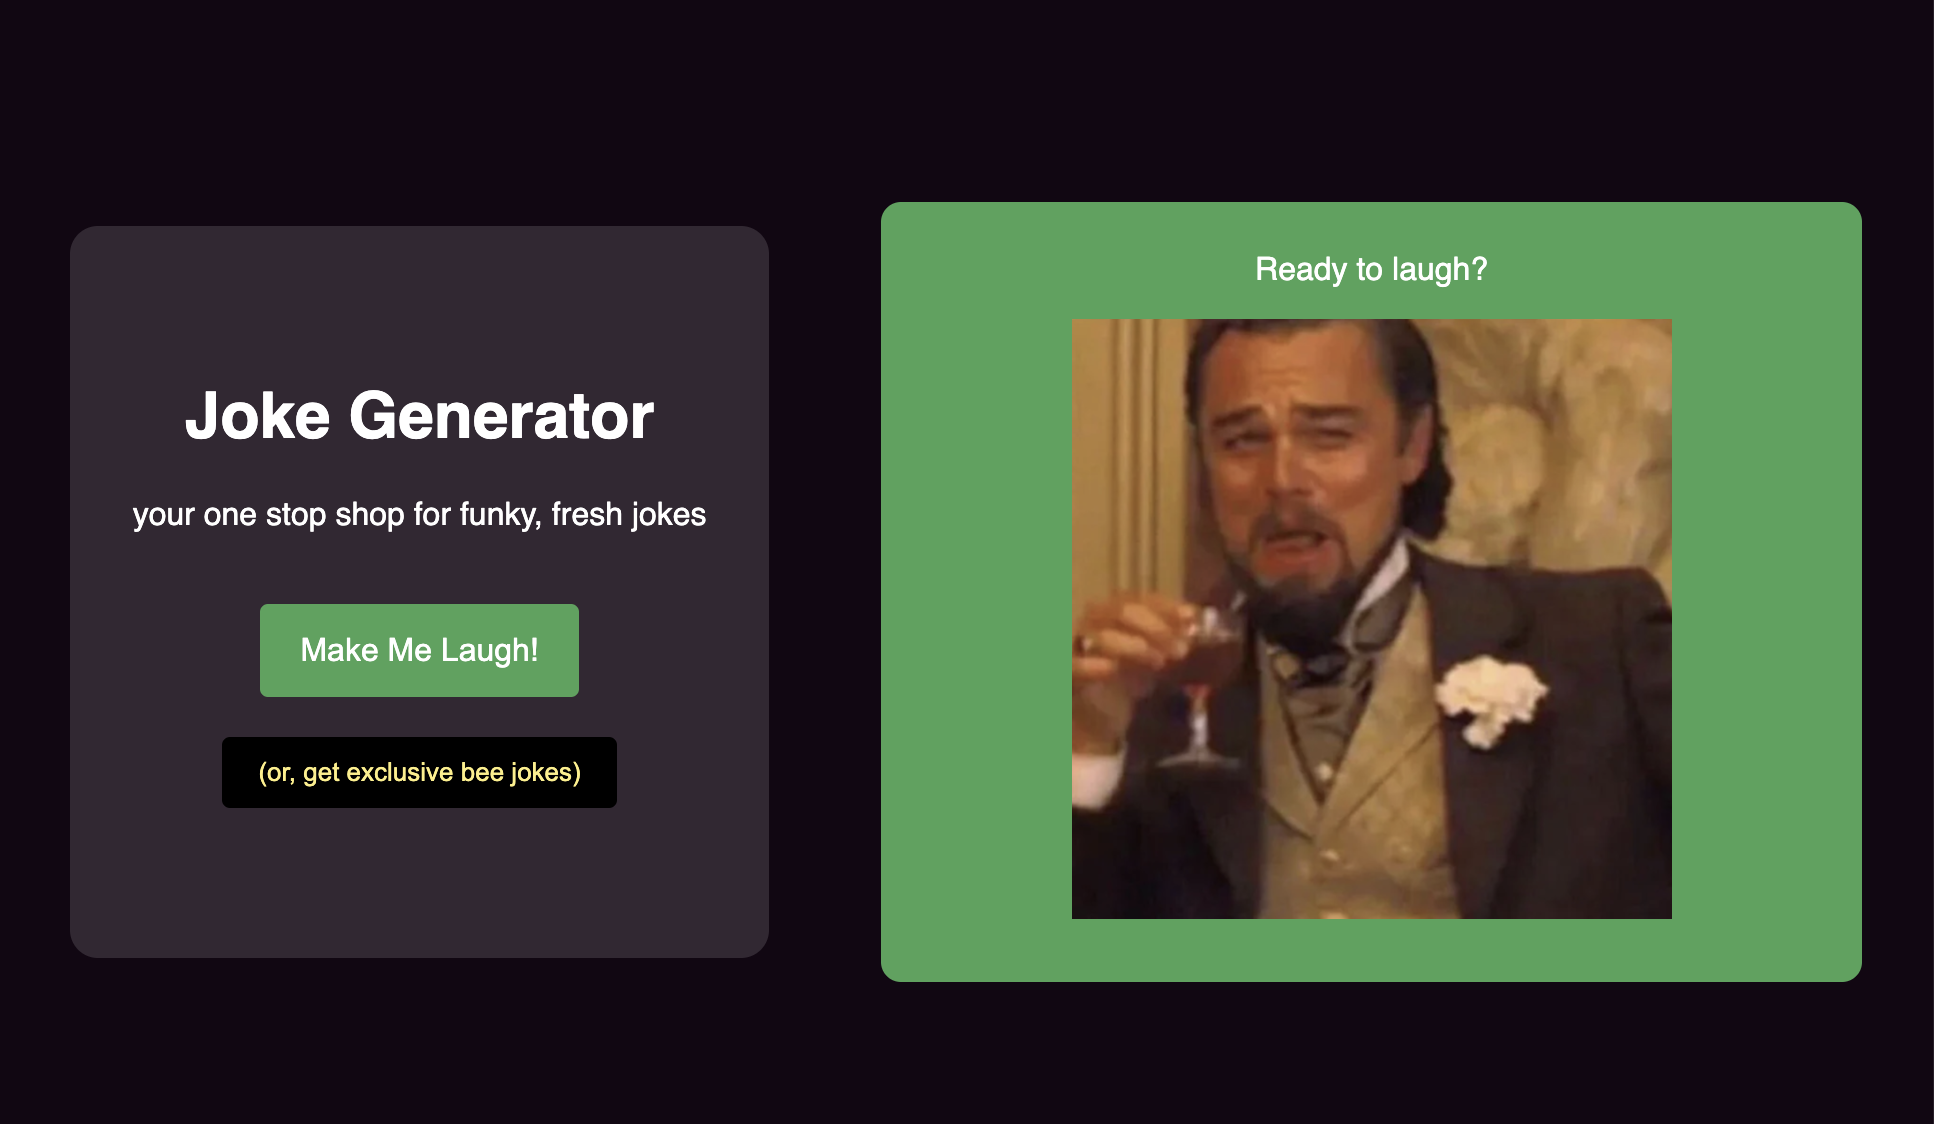 Joke Generator
your one stop shop for funky, fresh jokes
Make Me Laugh!
(or, get exclusive bee jokes)
Ready to laugh?